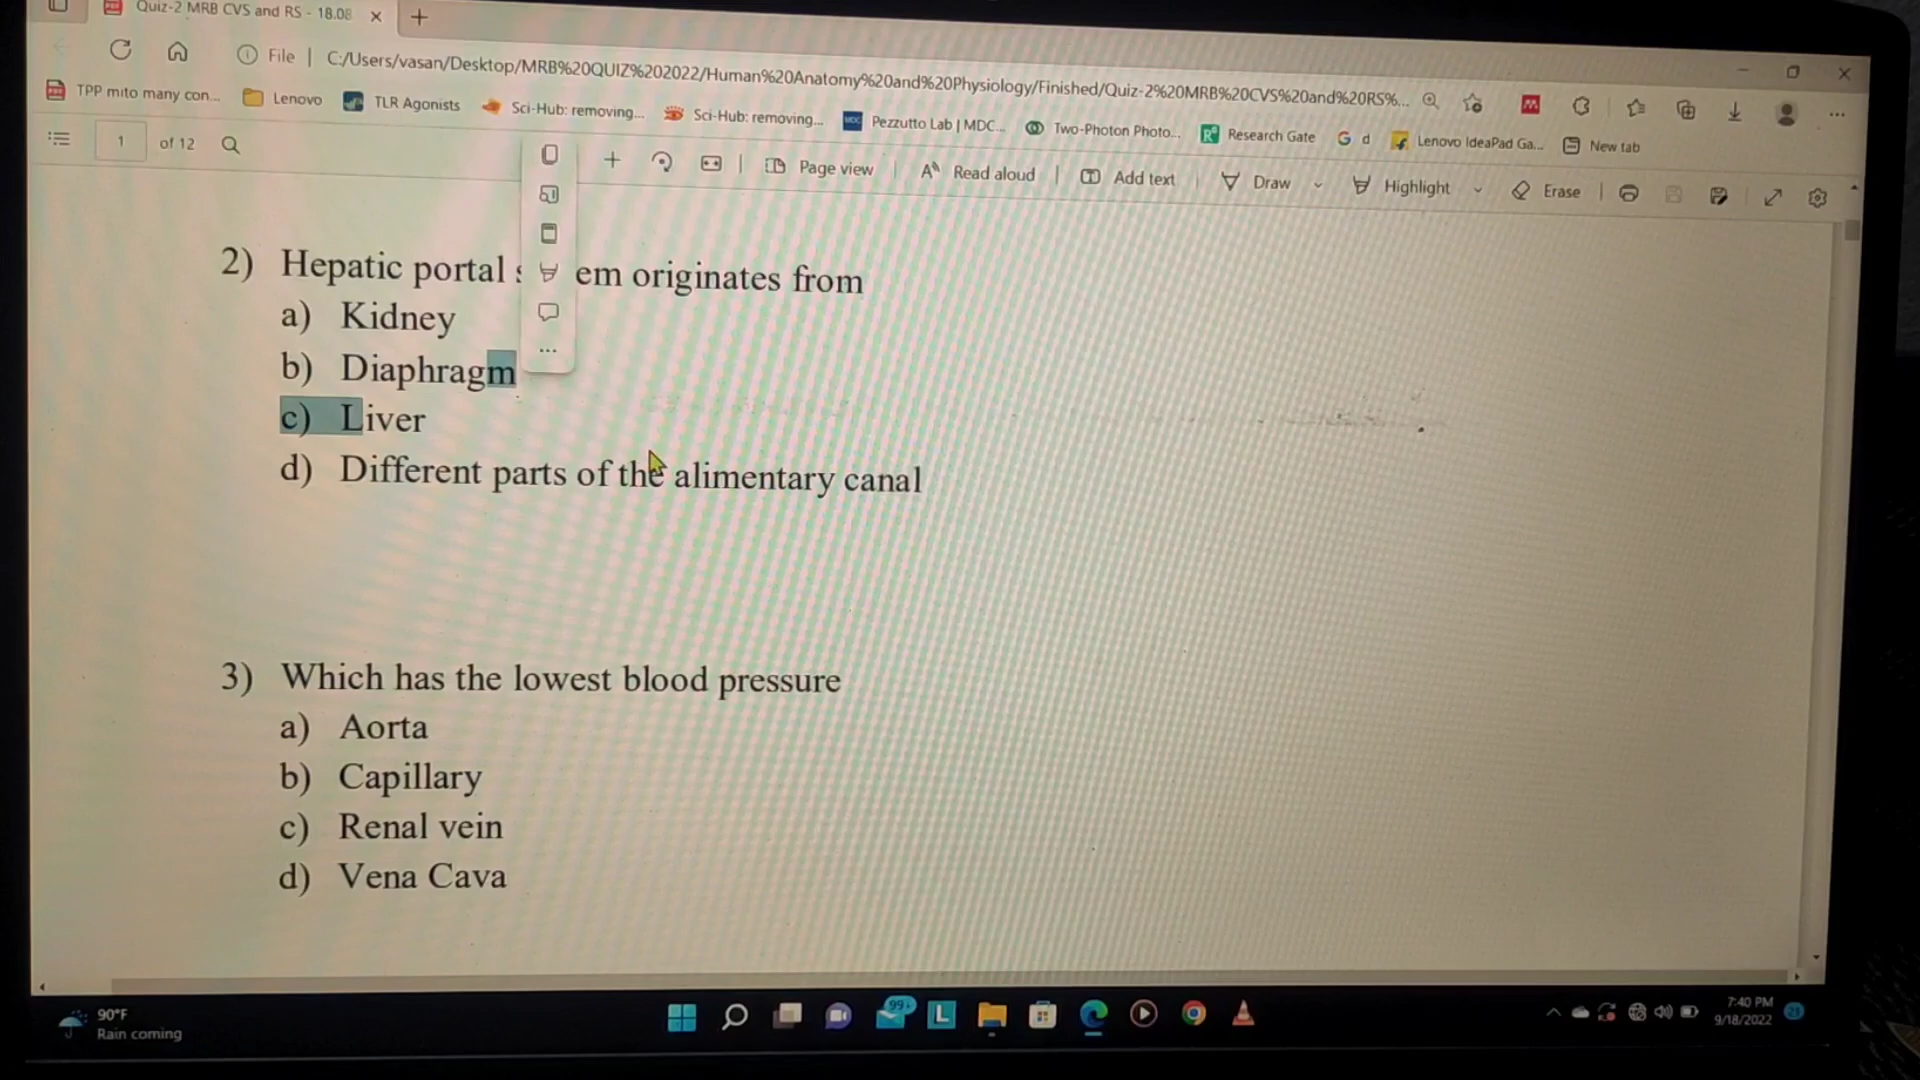 Quiz-2 MRB CVS and RS - 18.08
File | C:/Users/vasan/Desktop/MRB%20QUIZ%202022/Human%20Anatomy%20and%20Physiology/Finished/Quiz-2%20MRB%20CVS%20and%20RS%...
TPP mito many con... Lenovo TLR Agonists Sci-Hub: removing... Sci-Hub: removing... Pezzutto Lab | MDC... Two-Photon Photo... Research Gate d Lenovo IdeaPad Ga... New tab
1 of 12 Page view Read aloud Add text Draw Highlight Erase
2) Hepatic portal s em originates from
a) Kidney
b) Diaphragm
c) Liver
d) Different parts of the alimentary canal
3) Which has the lowest blood pressure
a) Aorta
b) Capillary
c) Renal vein
d) Vena Cava
90°F
Rain coming
99+
7:40 PM
9/18/2022